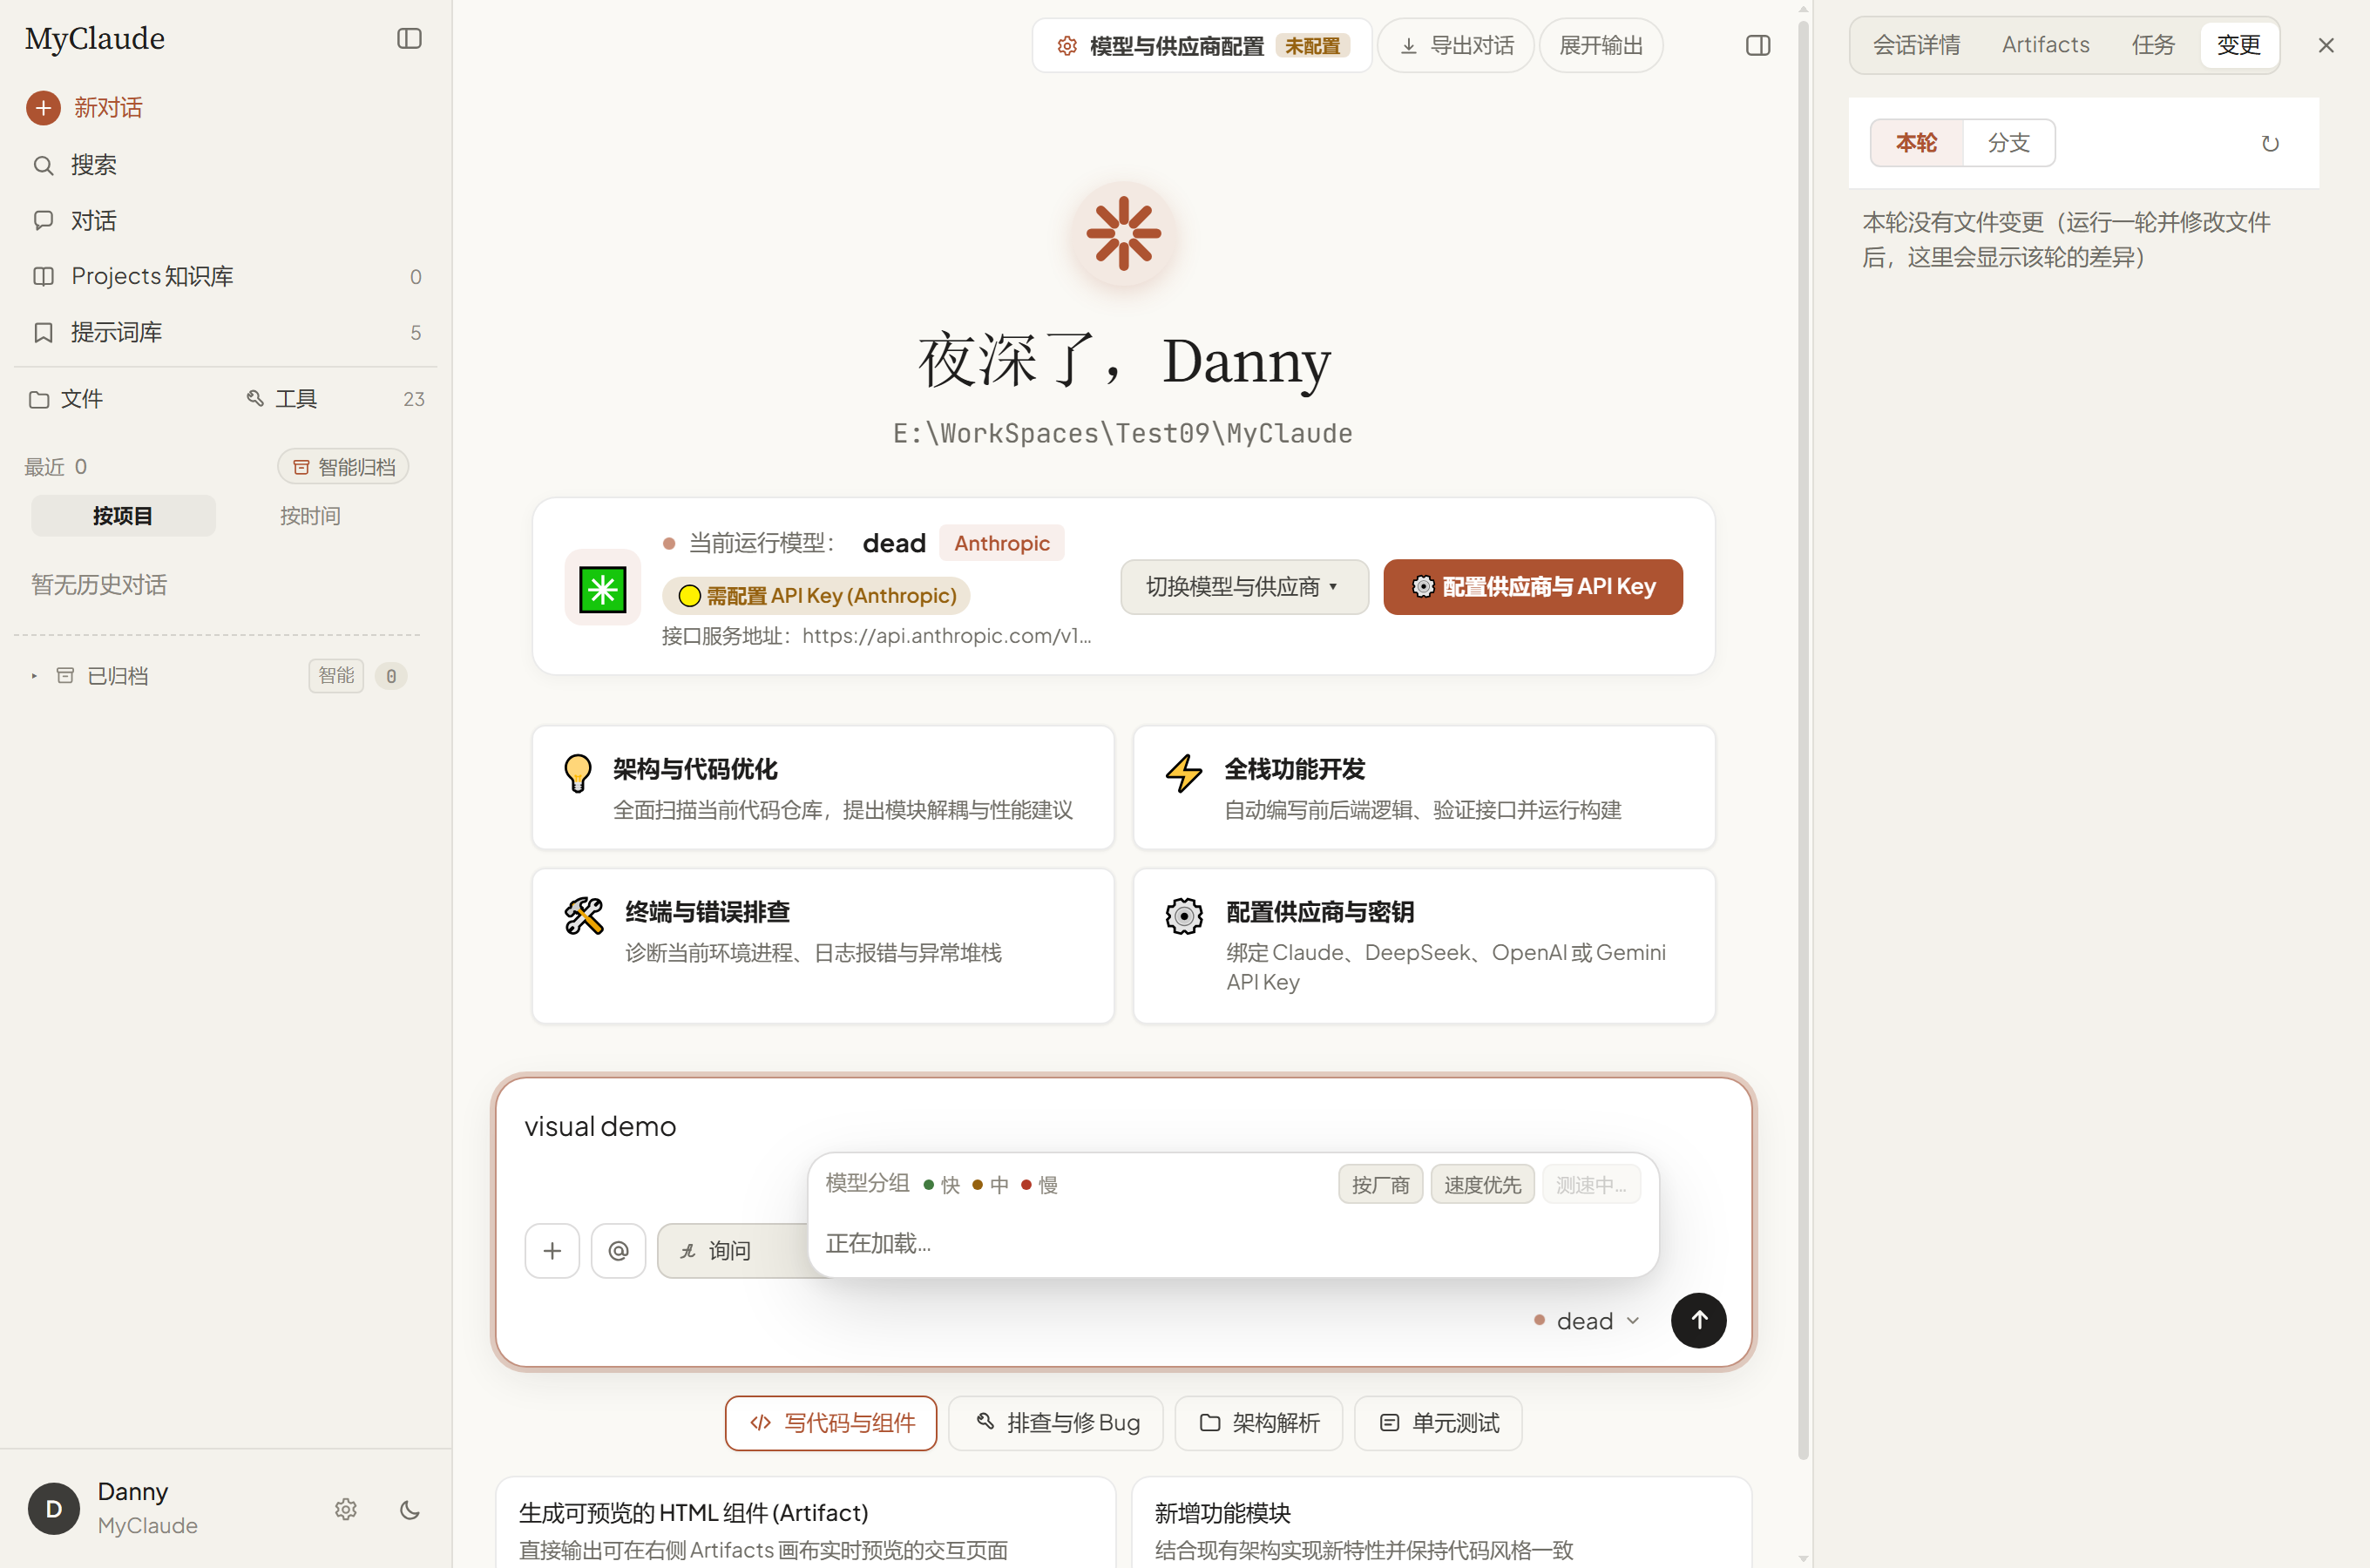 MyClaude
新对话
搜索
对话
Projects 知识库 0
提示词库 5
文件 工具 23
最近 0 智能归档
按项目 按时间
暂无历史对话
已归档 智能 0
D Danny
MyClaude
模型与供应商配置 未配置 导出对话 展开输出
夜深了，Danny
E:\WorkSpaces\Test09\MyClaude
当前运行模型： dead Anthropic
需配置 API Key (Anthropic)
接口服务地址：https://api.anthropic.com/v1...
切换模型与供应商 配置供应商与 API Key
架构与代码优化
全面扫描当前代码仓库，提出模块解耦与性能建议
全栈功能开发
自动编写前后端逻辑、验证接口并运行构建
终端与错误排查
诊断当前环境进程、日志报错与异常堆栈
配置供应商与密钥
绑定 Claude、DeepSeek、OpenAI 或 Gemini
API Key
visual demo
模型分组 快 中 慢 按厂商 速度优先 测速中...
正在加载...
询问
dead
写代码与组件 排查与修 Bug 架构解析 单元测试
生成可预览的 HTML 组件 (Artifact)
直接输出可在右侧 Artifacts 画布实时预览的交互页面
新增功能模块
结合现有架构实现新特性并保持代码风格一致
会话详情 Artifacts 任务 变更
本轮 分支
本轮没有文件变更（运行一轮并修改文件
后，这里会显示该轮的差异）